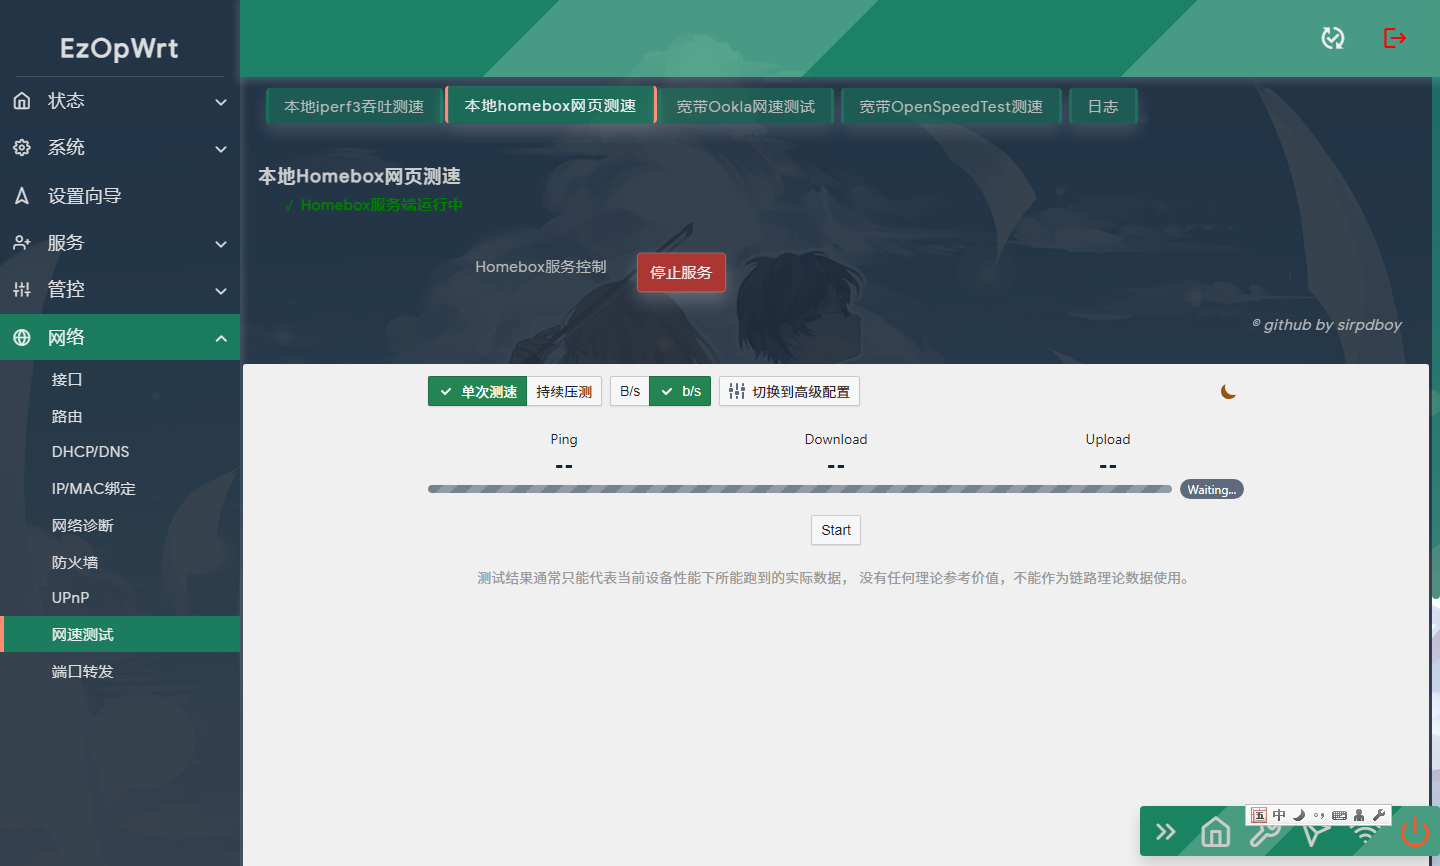 EzOpWrt
状态
系统
设置向导
服务
管控
网络
接口
路由
DHCP/DNS
IP/MAC绑定
网络诊断
防火墙
UPnP
网速测试
端口转发
本地iperf3吞吐测速
本地homebox网页测速
宽带Ookla网速测试
宽带OpenSpeedTest测速
日志
本地Homebox网页测速
✓ Homebox服务端运行中
Homebox服务控制
停止服务
© github by sirpdboy
单次测速
持续压测
B/s
b/s
切换到高级配置
Ping
Download
Upload
--
--
--
Waiting...
Start
测试结果通常只能代表当前设备性能下所能跑到的实际数据， 没有任何理论参考价值，不能作为链路理论数据使用。
五
中